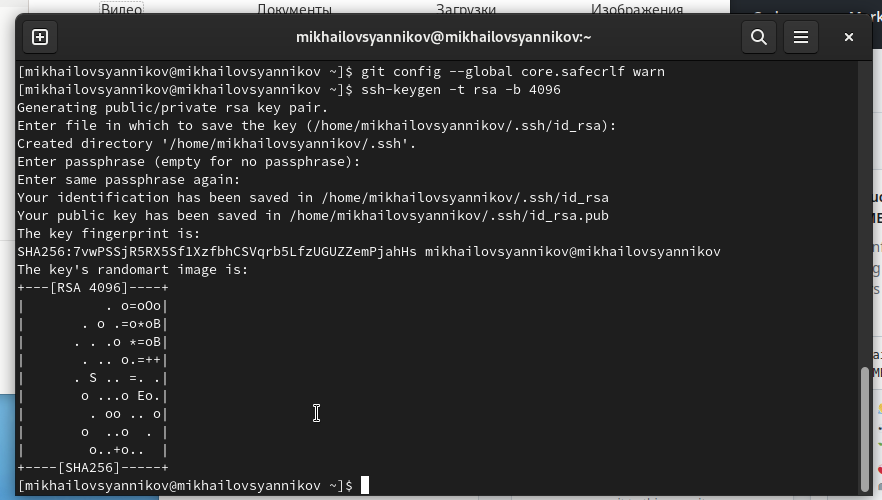 Видео Документы Загрузки Изображения
mikhailovsyannikov@mikhailovsyannikov:~
[mikhailovsyannikov@mikhailovsyannikov ~]$ git config --global core.safecrlf warn
[mikhailovsyannikov@mikhailovsyannikov ~]$ ssh-keygen -t rsa -b 4096
Generating public/private rsa key pair.
Enter file in which to save the key (/home/mikhailovsyannikov/.ssh/id_rsa):
Created directory '/home/mikhailovsyannikov/.ssh'.
Enter passphrase (empty for no passphrase):
Enter same passphrase again:
Your identification has been saved in /home/mikhailovsyannikov/.ssh/id_rsa
Your public key has been saved in /home/mikhailovsyannikov/.ssh/id_rsa.pub
The key fingerprint is:
SHA256:7vwPSSjR5RX5Sf1XzfbhCSVqrb5LfzUGUZZemPjahHs mikhailovsyannikov@mikhailovsyannikov
The key's randomart image is:
+---[RSA 4096]----+
|          . o=oOo|
|       . o .=o*oB|
|      . . .o *=oB|
|       . .. o.=++|
|      . S .. =. .|
|       o ...o Eo.|
|        . oo .. o|
|       o  ..o  . |
|        o..+o..  |
+----[SHA256]-----+
[mikhailovsyannikov@mikhailovsyannikov ~]$